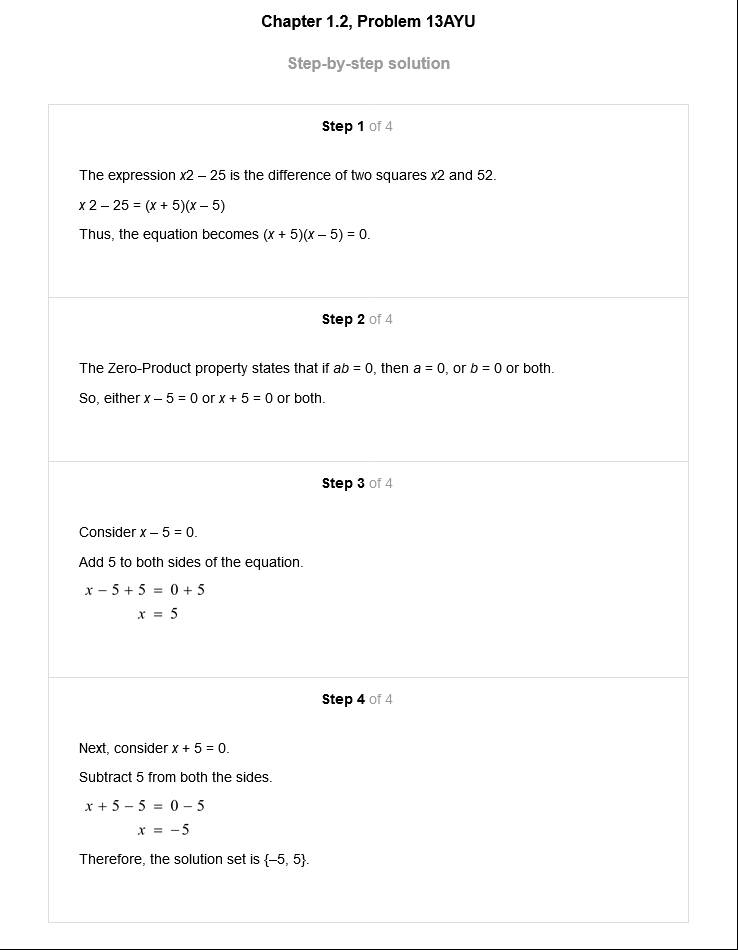 Chapter 1.2, Problem 13AYU
Step-by-step solution
Step 1 of 4
The expression x2 – 25 is the difference of two squares x2 and 52.
x 2 – 25 = (x + 5)(x – 5)
Thus, the equation becomes (x + 5)(x – 5) = 0.
Step 2 of 4
The Zero-Product property states that if ab = 0, then a = 0, or b = 0 or both.
So, either x – 5 = 0 or x + 5 = 0 or both.
Step 3 of 4
Consider x – 5 = 0.
Add 5 to both sides of the equation.
x − 5 + 5 = 0 + 5
x = 5
Step 4 of 4
Next, consider x + 5 = 0.
Subtract 5 from both the sides.
x + 5 − 5 = 0 − 5
x = −5
Therefore, the solution set is {–5, 5}.